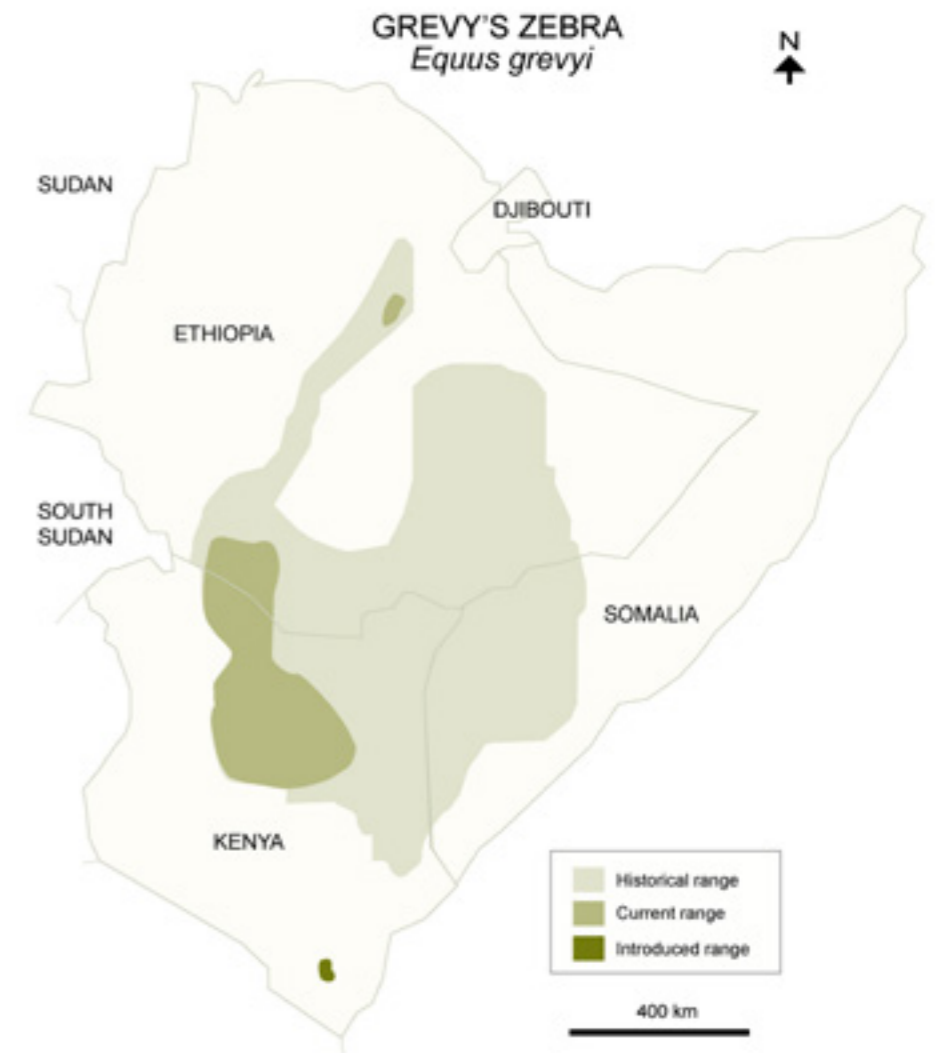 GREVY'S ZEBRA
Equus grevyi
N
SUDAN
DJIBOUTI
ETHIOPIA
SOUTH
SUDAN
SOMALIA
KENYA
Historical range
Current range
Introduced range
400 km